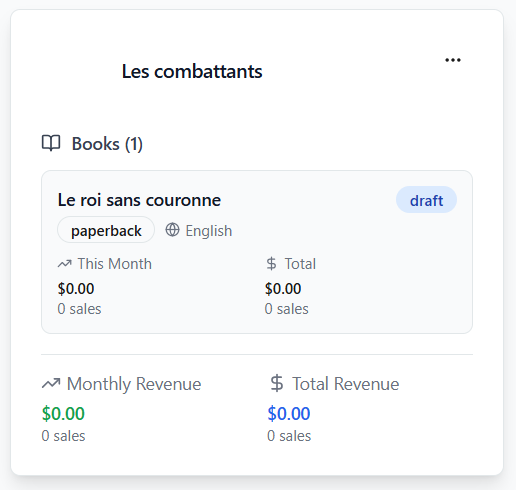 Les combattants
Books (1)
Le roi sans couronne
draft
paperback
English
This Month
Total
$0.00
$0.00
0 sales
0 sales
Monthly Revenue
Total Revenue
$0.00
$0.00
0 sales
0 sales